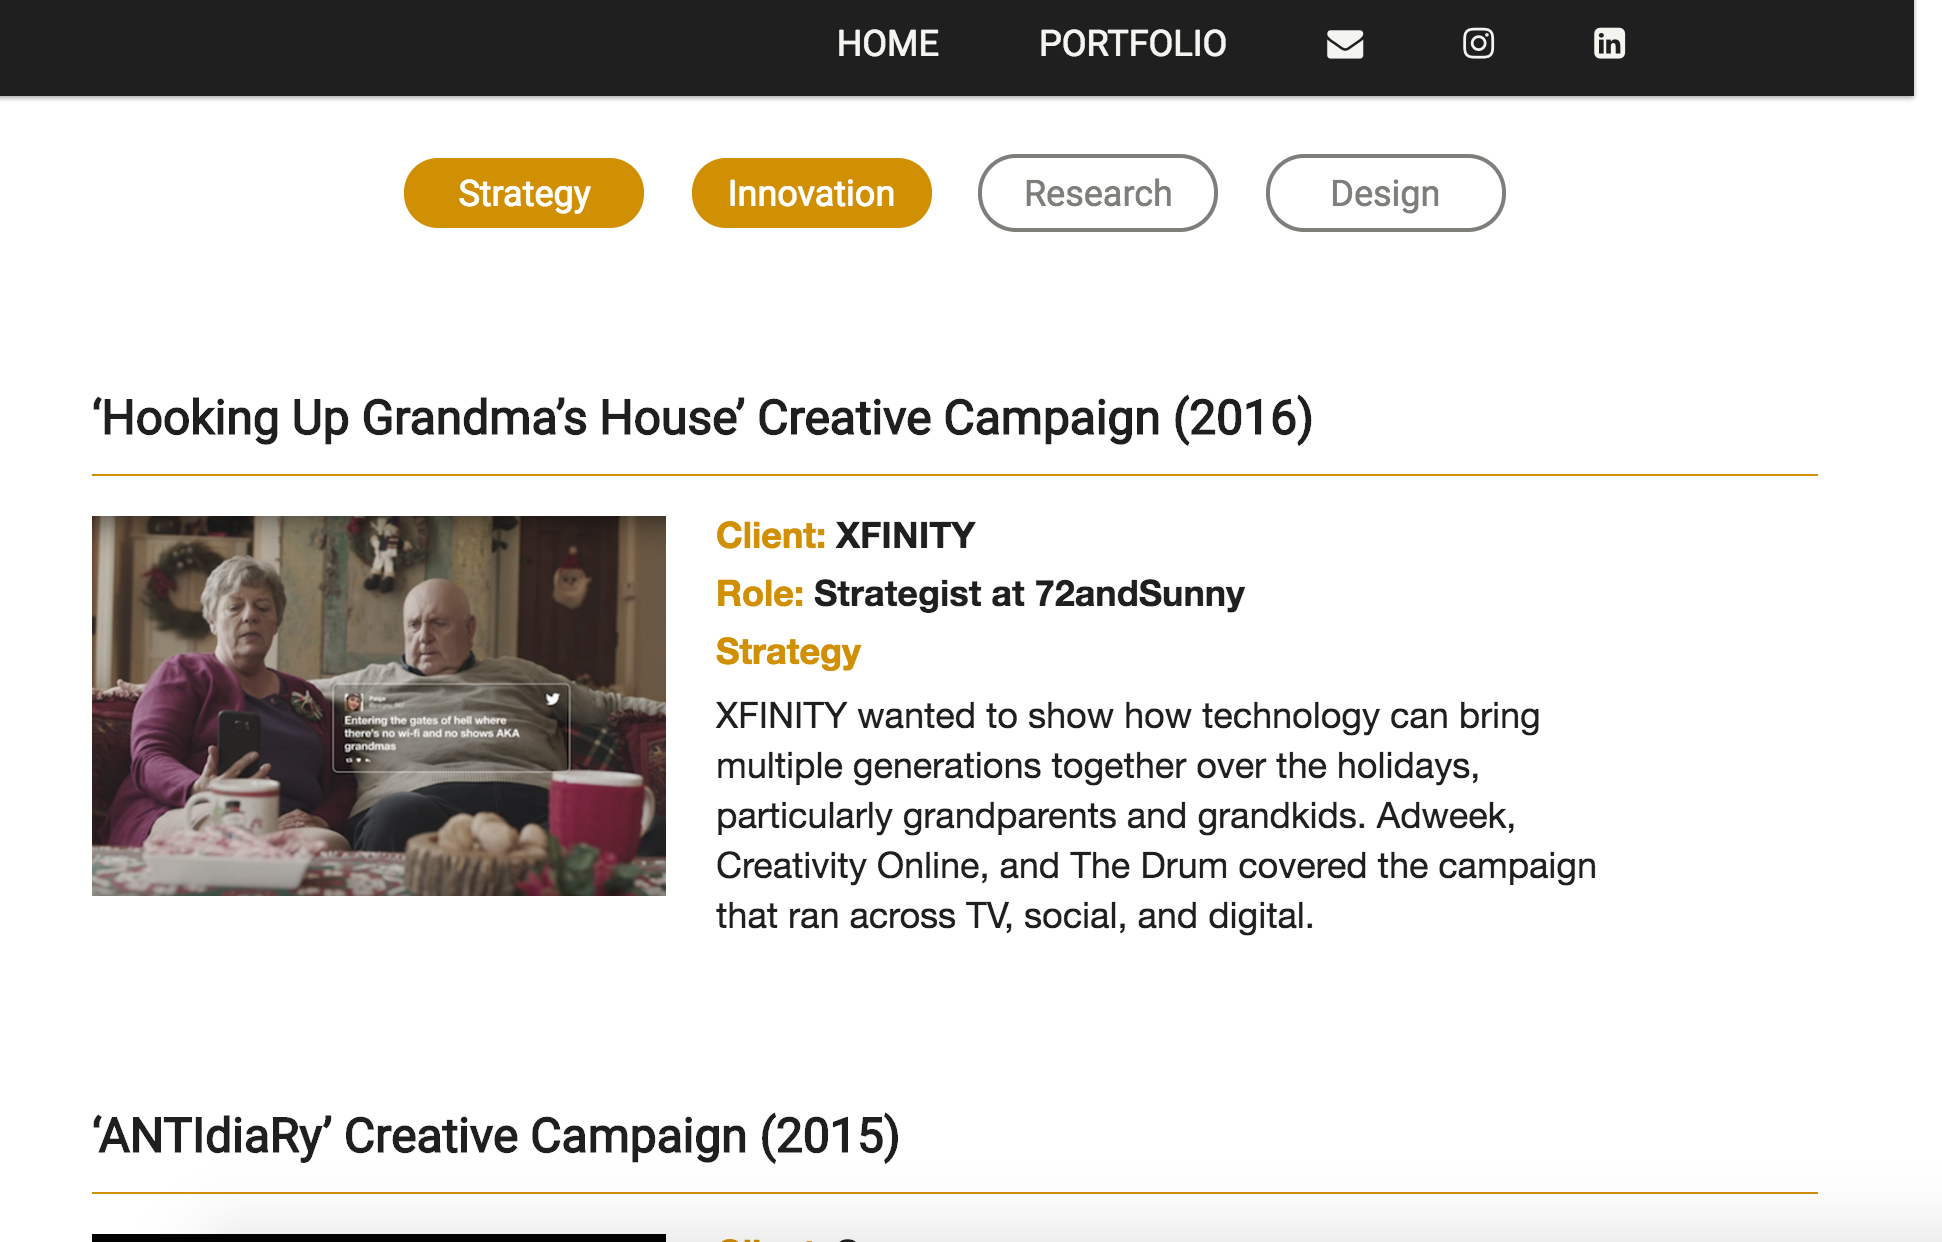 HOME PORTFOLIO
Strategy Innovation Research Design
‘Hooking Up Grandma’s House’ Creative Campaign (2016)
Client: XFINITY
Role: Strategist at 72andSunny
Strategy
XFINITY wanted to show how technology can bring
multiple generations together over the holidays,
particularly grandparents and grandkids. Adweek,
Creativity Online, and The Drum covered the campaign
that ran across TV, social, and digital.
Paige
Entering the gates of hell where
there's no wi-fi and no shows AKA
grandmas
‘ANTIdiaRy’ Creative Campaign (2015)